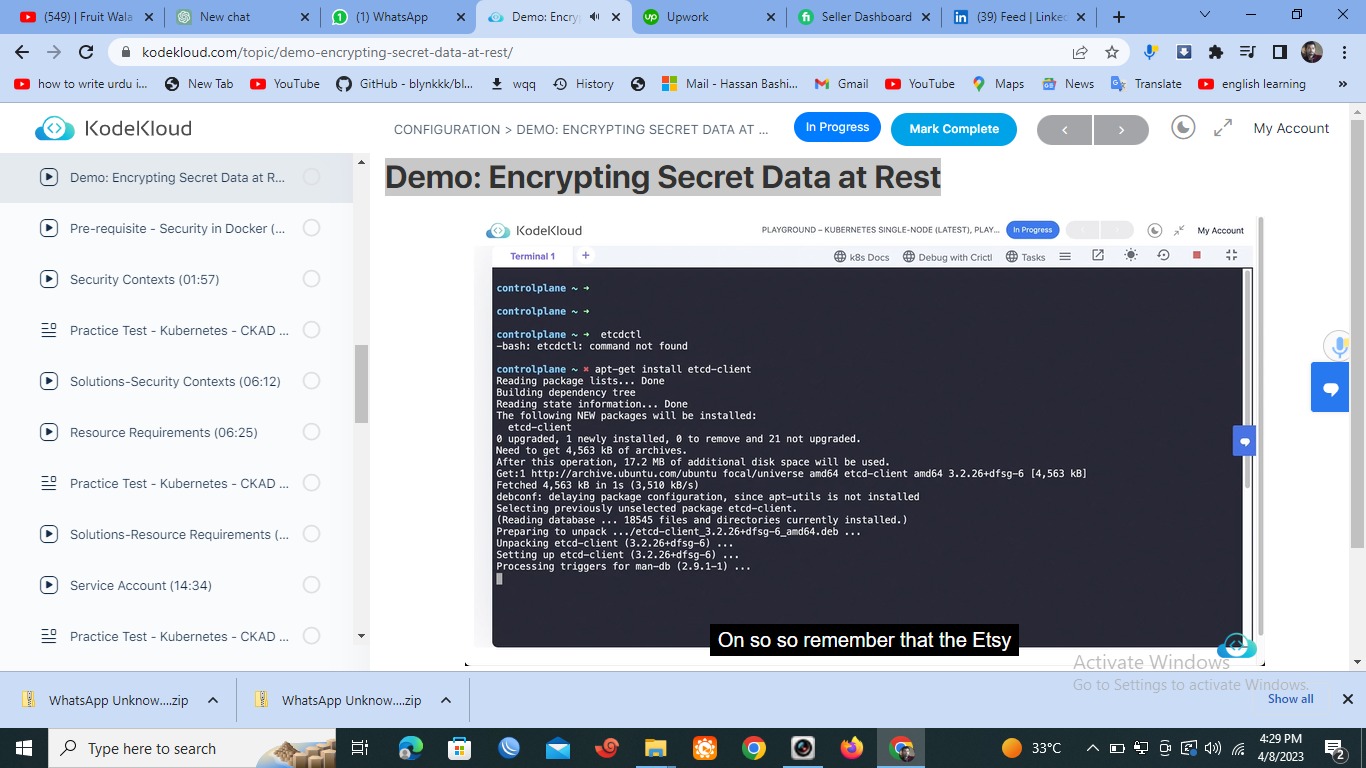 (549) | Fruit Wala
New chat
(1) WhatsApp
Demo: Encry
Upwork
Seller Dashboard
(39) Feed | Linke
kodekloud.com/topic/demo-encrypting-secret-data-at-rest/
how to write urdu i...
New Tab
YouTube
GitHub - blynkkk/bl...
wqq
History
Mail - Hassan Bashi...
Gmail
YouTube
Maps
News
Translate
english learning
»
KodeKloud
CONFIGURATION > DEMO: ENCRYPTING SECRET DATA AT ...
In Progress
Mark Complete
My Account
Demo: Encrypting Secret Data at R...
Pre-requisite - Security in Docker (...
Security Contexts (01:57)
Practice Test - Kubernetes - CKAD ...
Solutions-Security Contexts (06:12)
Resource Requirements (06:25)
Practice Test - Kubernetes - CKAD ...
Solutions-Resource Requirements (...
Service Account (14:34)
Practice Test - Kubernetes - CKAD ...
Demo: Encrypting Secret Data at Rest
KodeKloud
PLAYGROUND – KUBERNETES SINGLE-NODE (LATEST), PLAY...
In Progress
My Account
Terminal 1
+
k8s Docs
Debug with Crictl
Tasks
controlplane ~ ➜
controlplane ~ ➜
controlplane ~ ➜ etcdctl
-bash: etcdctl: command not found
controlplane ~ ✖ apt-get install etcd-client
Reading package lists... Done
Building dependency tree
Reading state information... Done
The following NEW packages will be installed:
etcd-client
0 upgraded, 1 newly installed, 0 to remove and 21 not upgraded.
Need to get 4,563 kB of archives.
After this operation, 17.2 MB of additional disk space will be used.
Get:1 http://archive.ubuntu.com/ubuntu focal/universe amd64 etcd-client amd64 3.2.26+dfsg-6 [4,563 kB]
Fetched 4,563 kB in 1s (3,510 kB/s)
debconf: delaying package configuration, since apt-utils is not installed
Selecting previously unselected package etcd-client.
(Reading database ... 18545 files and directories currently installed.)
Preparing to unpack .../etcd-client_3.2.26+dfsg-6_amd64.deb ...
Unpacking etcd-client (3.2.26+dfsg-6) ...
Setting up etcd-client (3.2.26+dfsg-6) ...
Processing triggers for man-db (2.9.1-1) ...
On so so remember that the Etsy
Activate Windows
Go to Settings to activate Windows.
WhatsApp Unknow....zip
WhatsApp Unknow....zip
Show all
Type here to search
33°C
4:29 PM
4/8/2023
2